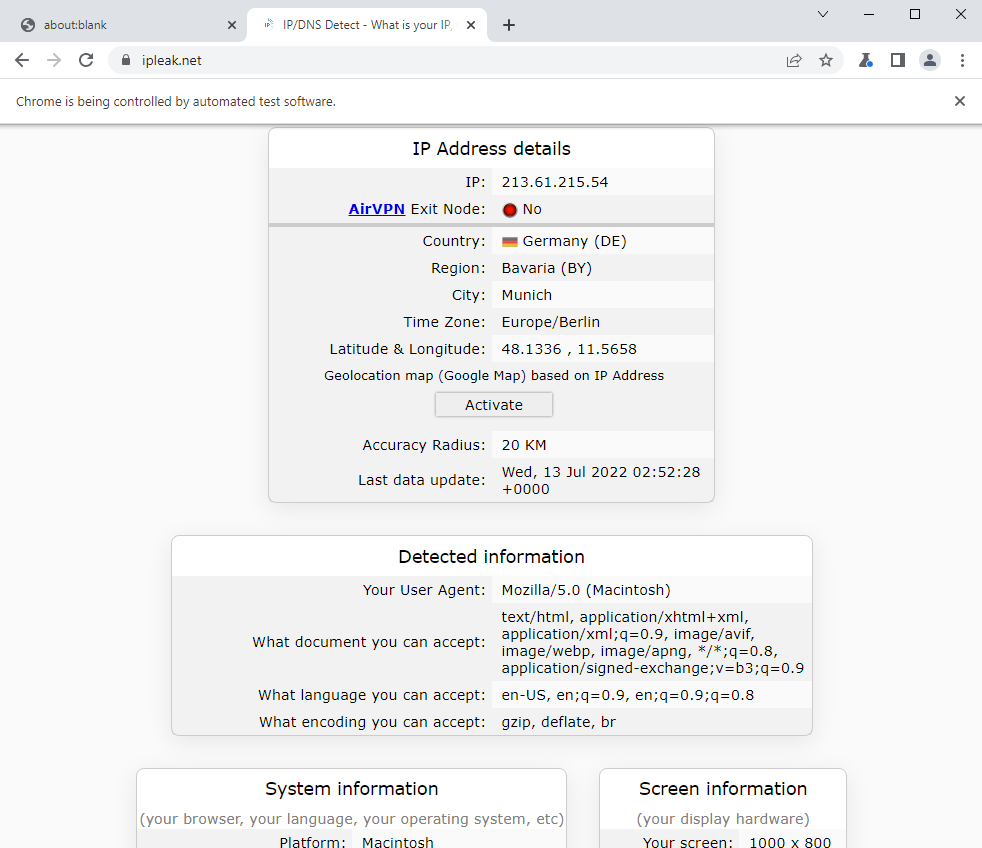 about:blank
IP/DNS Detect - What is your IP,
ipleak.net
Chrome is being controlled by automated test software.
IP Address details
IP: 213.61.215.54
AirVPN Exit Node: No
Country: Germany (DE)
Region: Bavaria (BY)
City: Munich
Time Zone: Europe/Berlin
Latitude & Longitude: 48.1336 , 11.5658
Geolocation map (Google Map) based on IP Address
Activate
Accuracy Radius: 20 KM
Last data update: Wed, 13 Jul 2022 02:52:28
+0000
Detected information
Your User Agent: Mozilla/5.0 (Macintosh)
What document you can accept: text/html, application/xhtml+xml,
application/xml;q=0.9, image/avif,
image/webp, image/apng, */*;q=0.8,
application/signed-exchange;v=b3;q=0.9
What language you can accept: en-US, en;q=0.9, en;q=0.9;q=0.8
What encoding you can accept: gzip, deflate, br
System information
(your browser, your language, your operating system, etc)
Platform: Macintosh
Screen information
(your display hardware)
Your screen: 1000 x 800